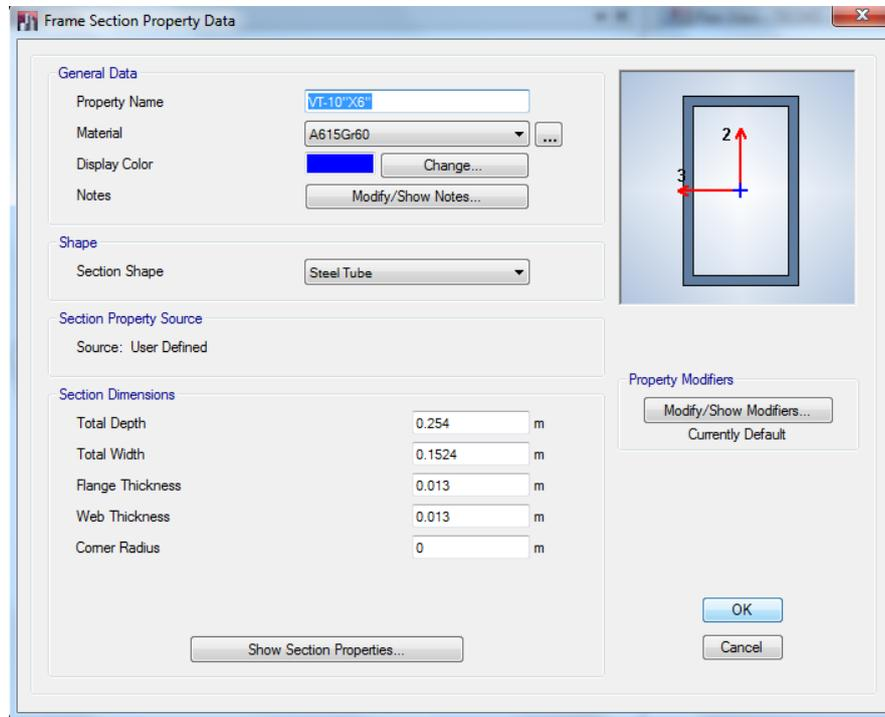 Frame Section Property Data
General Data
Property Name VT-10"X6"
Material A615Gr60 ...
Display Color Change...
Notes Modify/Show Notes...
2
3
Shape
Section Shape Steel Tube
Section Property Source
Source: User Defined
Section Dimensions
Total Depth 0.254 m
Total Width 0.1524 m
Flange Thickness 0.013 m
Web Thickness 0.013 m
Corner Radius 0 m
Show Section Properties...
Property Modifiers
Modify/Show Modifiers...
Currently Default
OK
Cancel